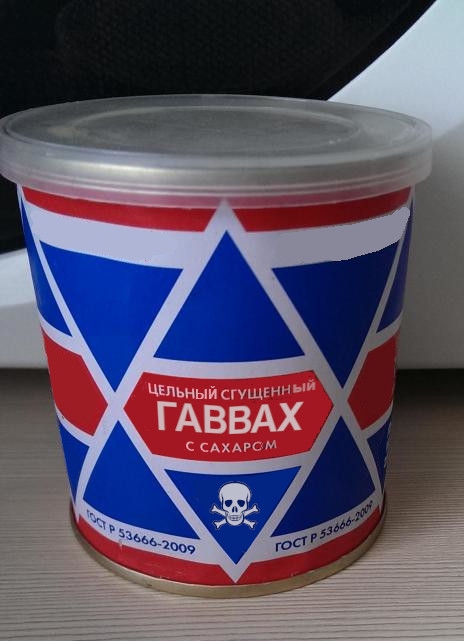 ЦЕЛЬНЫЙ СГУЩЕННЫЙ
ГАВВАХ
С САХАРОМ
ГОСТ Р 53666-2009
ГОСТ Р 53666-2009